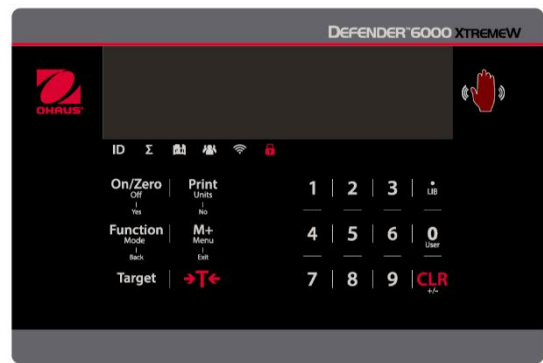 DEFENDER™6000 XTREMEW
OHAUS®
ID Σ
On/Zero Print 1 2 3 .
Off Units LIB
Yes No
Function M+ 4 5 6 0
Mode Menu User
Back Exit
Target →T← 7 8 9 CLR
+/-